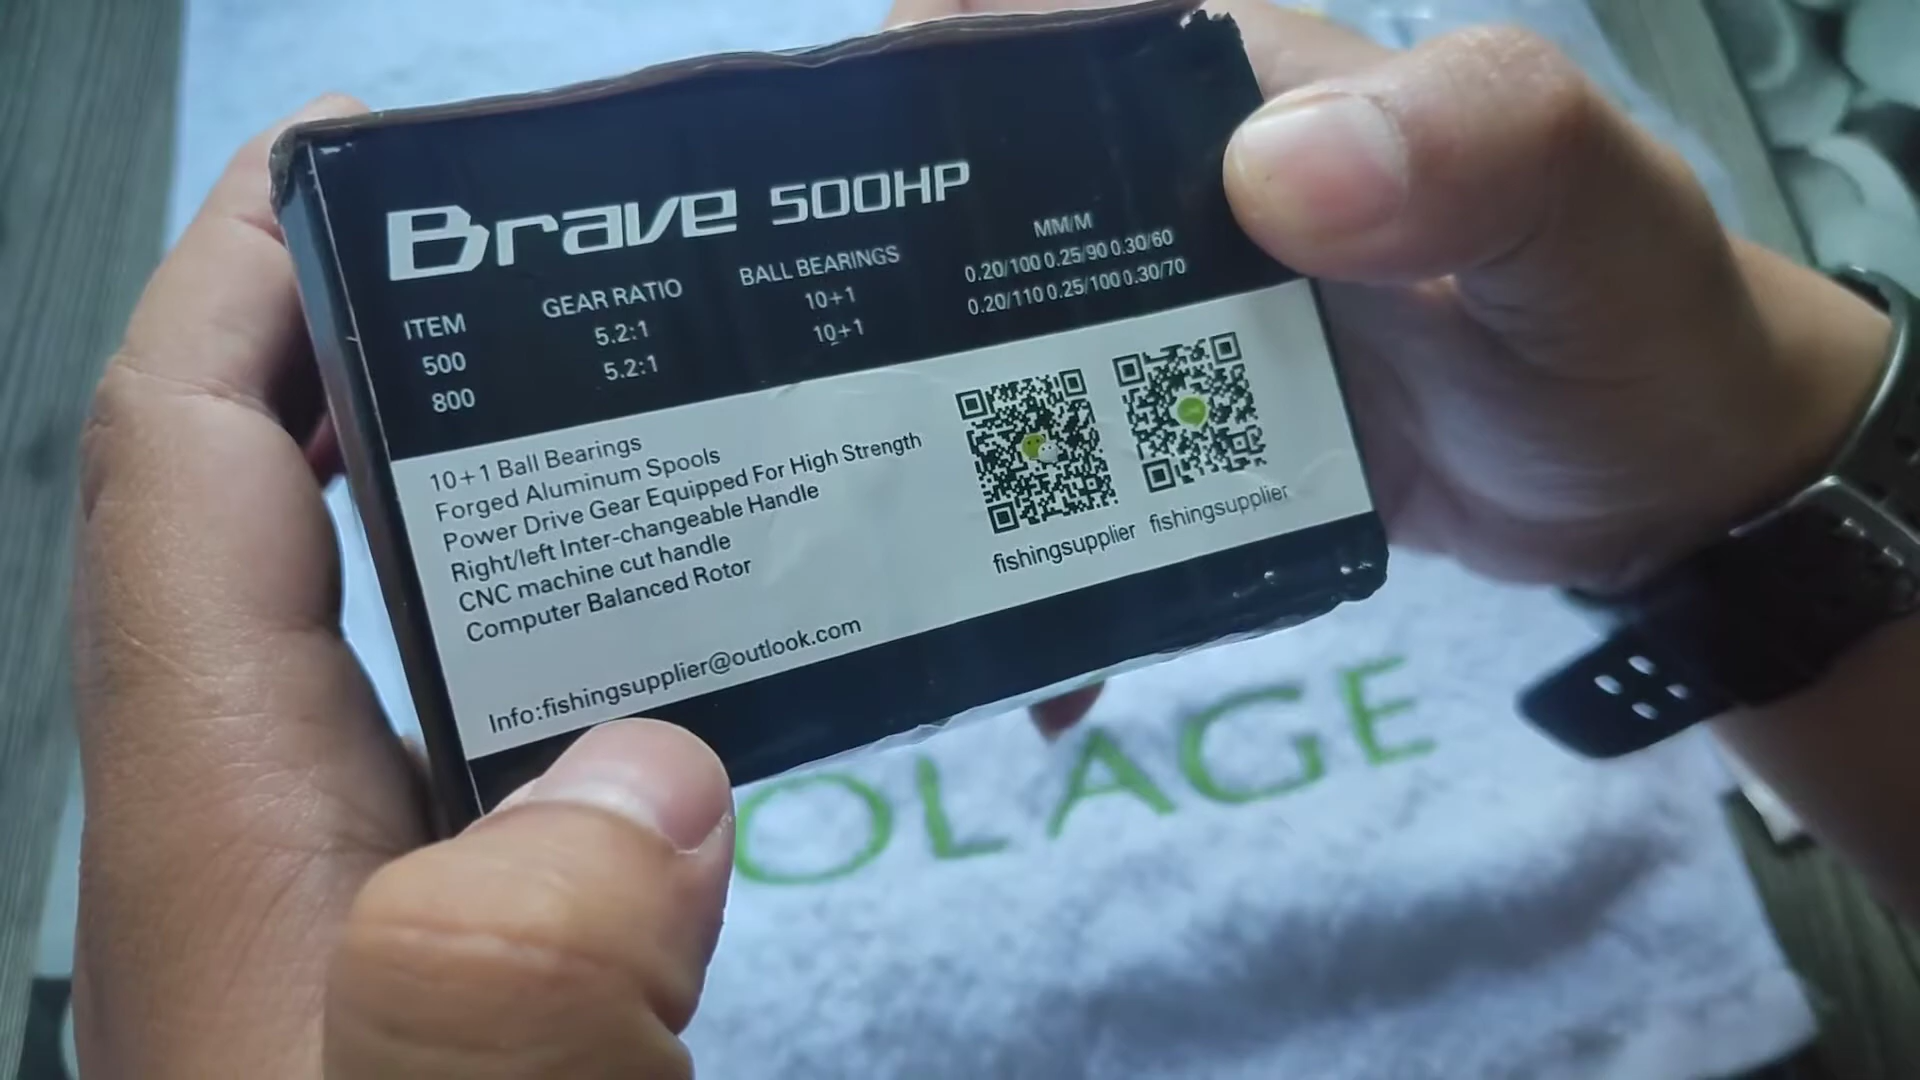 Brave 500HP
ITEM GEAR RATIO BALL BEARINGS MM/M
500 5.2:1 10+1 0.20/100 0.25/90 0.30/60
800 5.2:1 10+1 0.20/110 0.25/100 0.30/70
10+1 Ball Bearings
Forged Aluminum Spools
Power Drive Gear Equipped For High Strength
Right/left Inter-changeable Handle
CNC machine cut handle
Computer Balanced Rotor
fishingsupplier fishingsupplier
Info:fishingsupplier@outlook.com
OLAGE